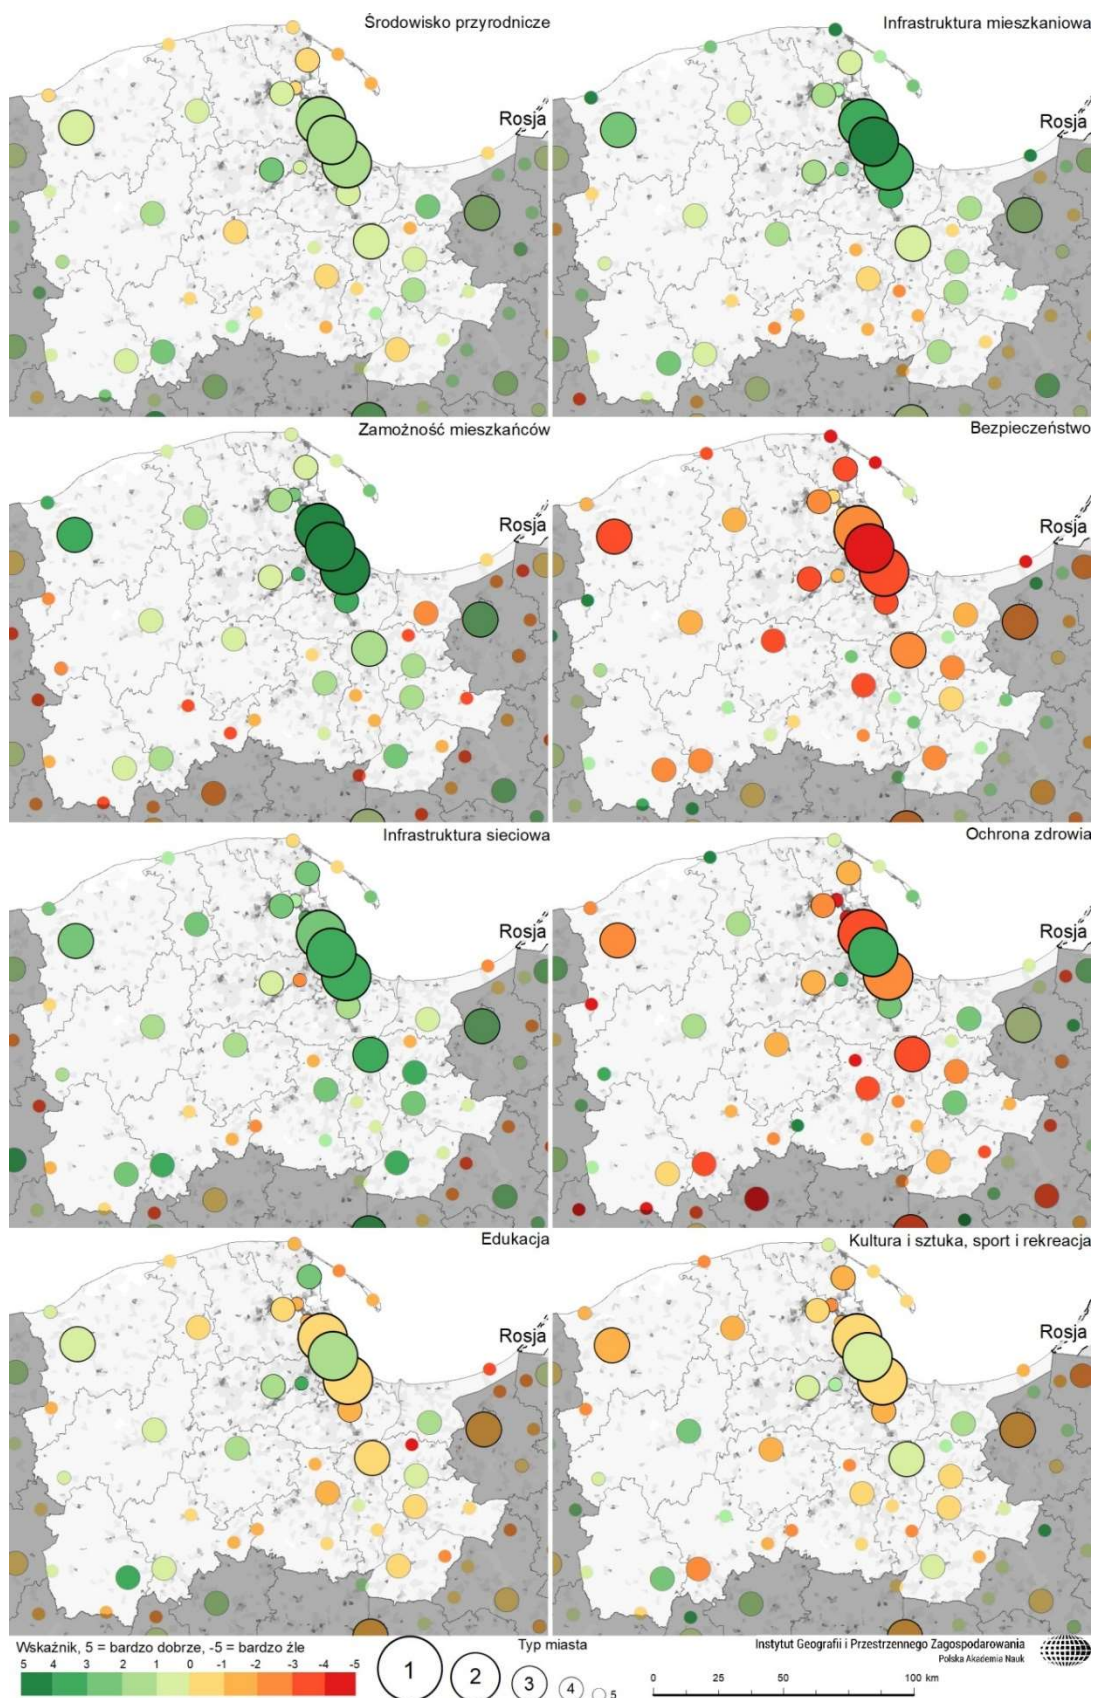 Środowisko przyrodnicze
Infrastruktura mieszkaniowa
Rosja
Rosja
Zamożność mieszkańców
Bezpieczeństwo
Rosja
Rosja
Infrastruktura sieciowa
Ochrona zdrowia
Rosja
Rosja
Edukacja
Kultura i sztuka, sport i rekreacja
Rosja
Rosja
Wskaźnik, 5 = bardzo dobrze, -5 = bardzo źle
5 4 3 2 1 0 -1 -2 -3 -4 -5
Typ miasta
1 2 3 4 5
Instytut Geografii i Przestrzennego Zagospodarowania
Polska Akademia Nauk
0 25 50 100 km